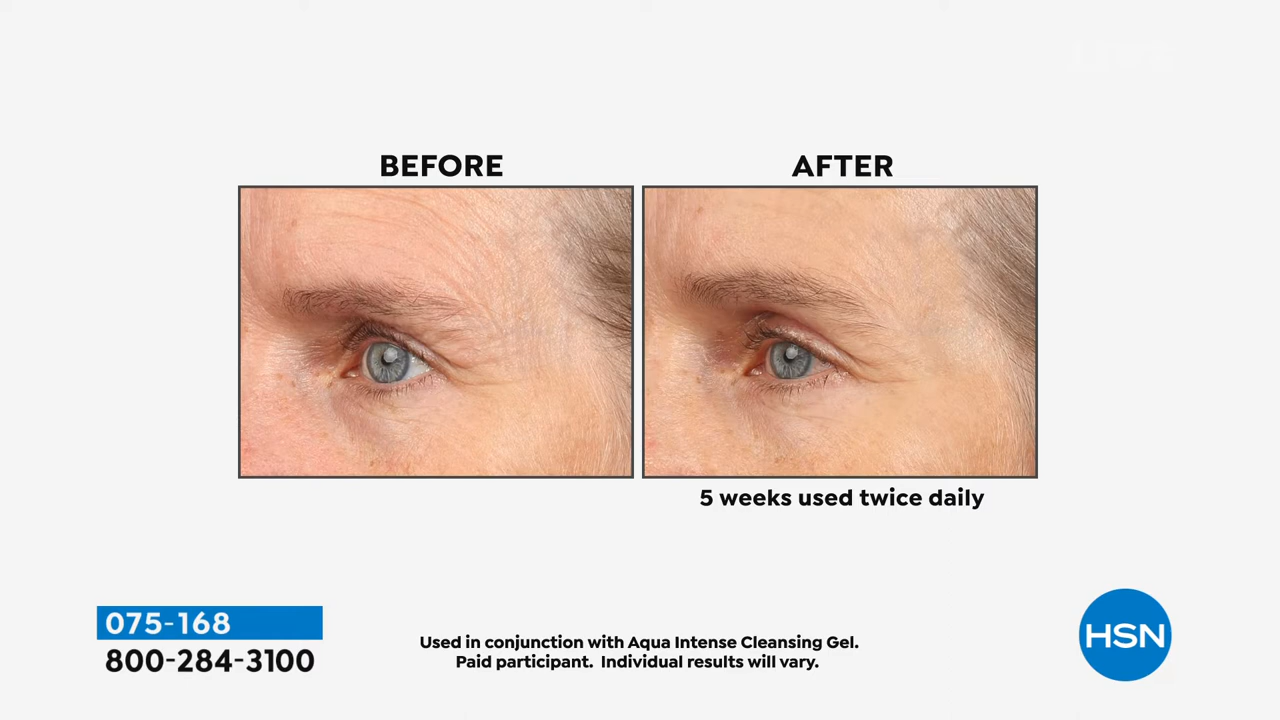 BEFORE
AFTER
5 weeks used twice daily
075-168
800-284-3100
Used in conjunction with Aqua Intense Cleansing Gel.
Paid participant. Individual results will vary.
HSN